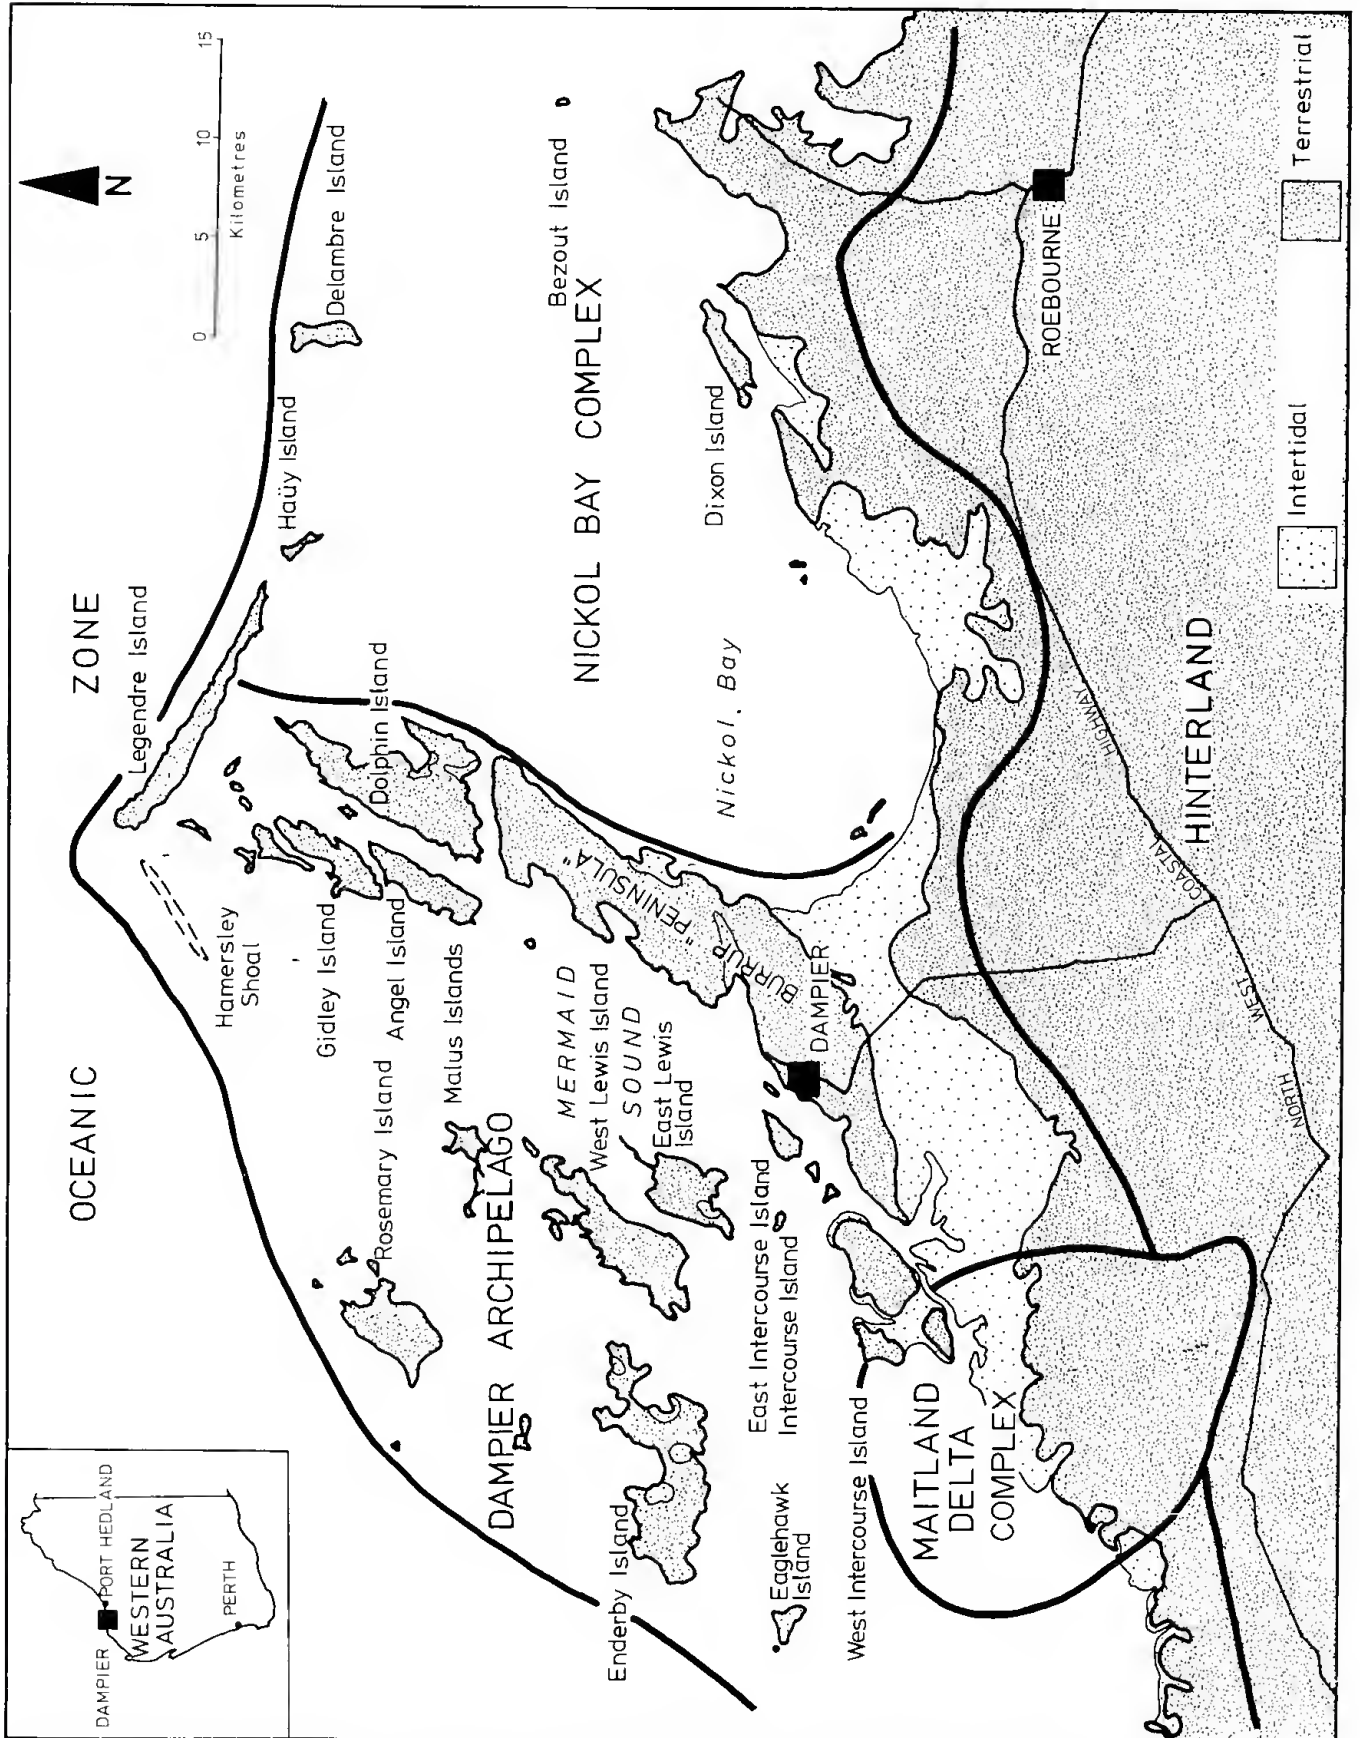 DAMPIER
PORT HEDLAND
WESTERN
AUSTRALIA
PERTH
OCEANIC
ZONE
N
0 5 10 15
Kilometres
Legendre Island
Hamersley
Shoal
Haüy Island
Delambre Island
Gidley Island
Angel Island
Dolphin Island
Rosemary Island
Malus Islands
DAMPIER ARCHIPELAGO
MERMAID
SOUND
West Lewis Island
East Lewis
Island
Enderby Island
NICKOL BAY COMPLEX
Bezout Island
Dixon Island
Nickol. Bay
BURRUP "PENINSULA"
DAMPIER
East Intercourse Island
Intercourse Island
Eaglehawk
Island
West Intercourse Island
MAITLAND
DELTA
COMPLEX
ROEBOURNE
NORTH WEST COASTAL HIGHWAY
HINTERLAND
Intertidal
Terrestrial